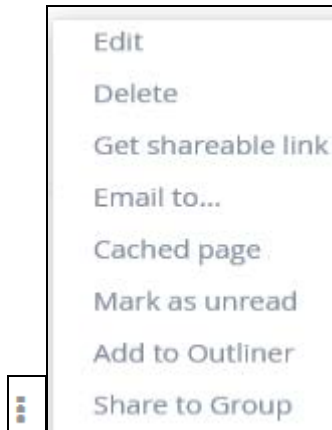 Edit
Delete
Get shareable link
Email to...
Cached page
Mark as unread
Add to Outliner
Share to Group